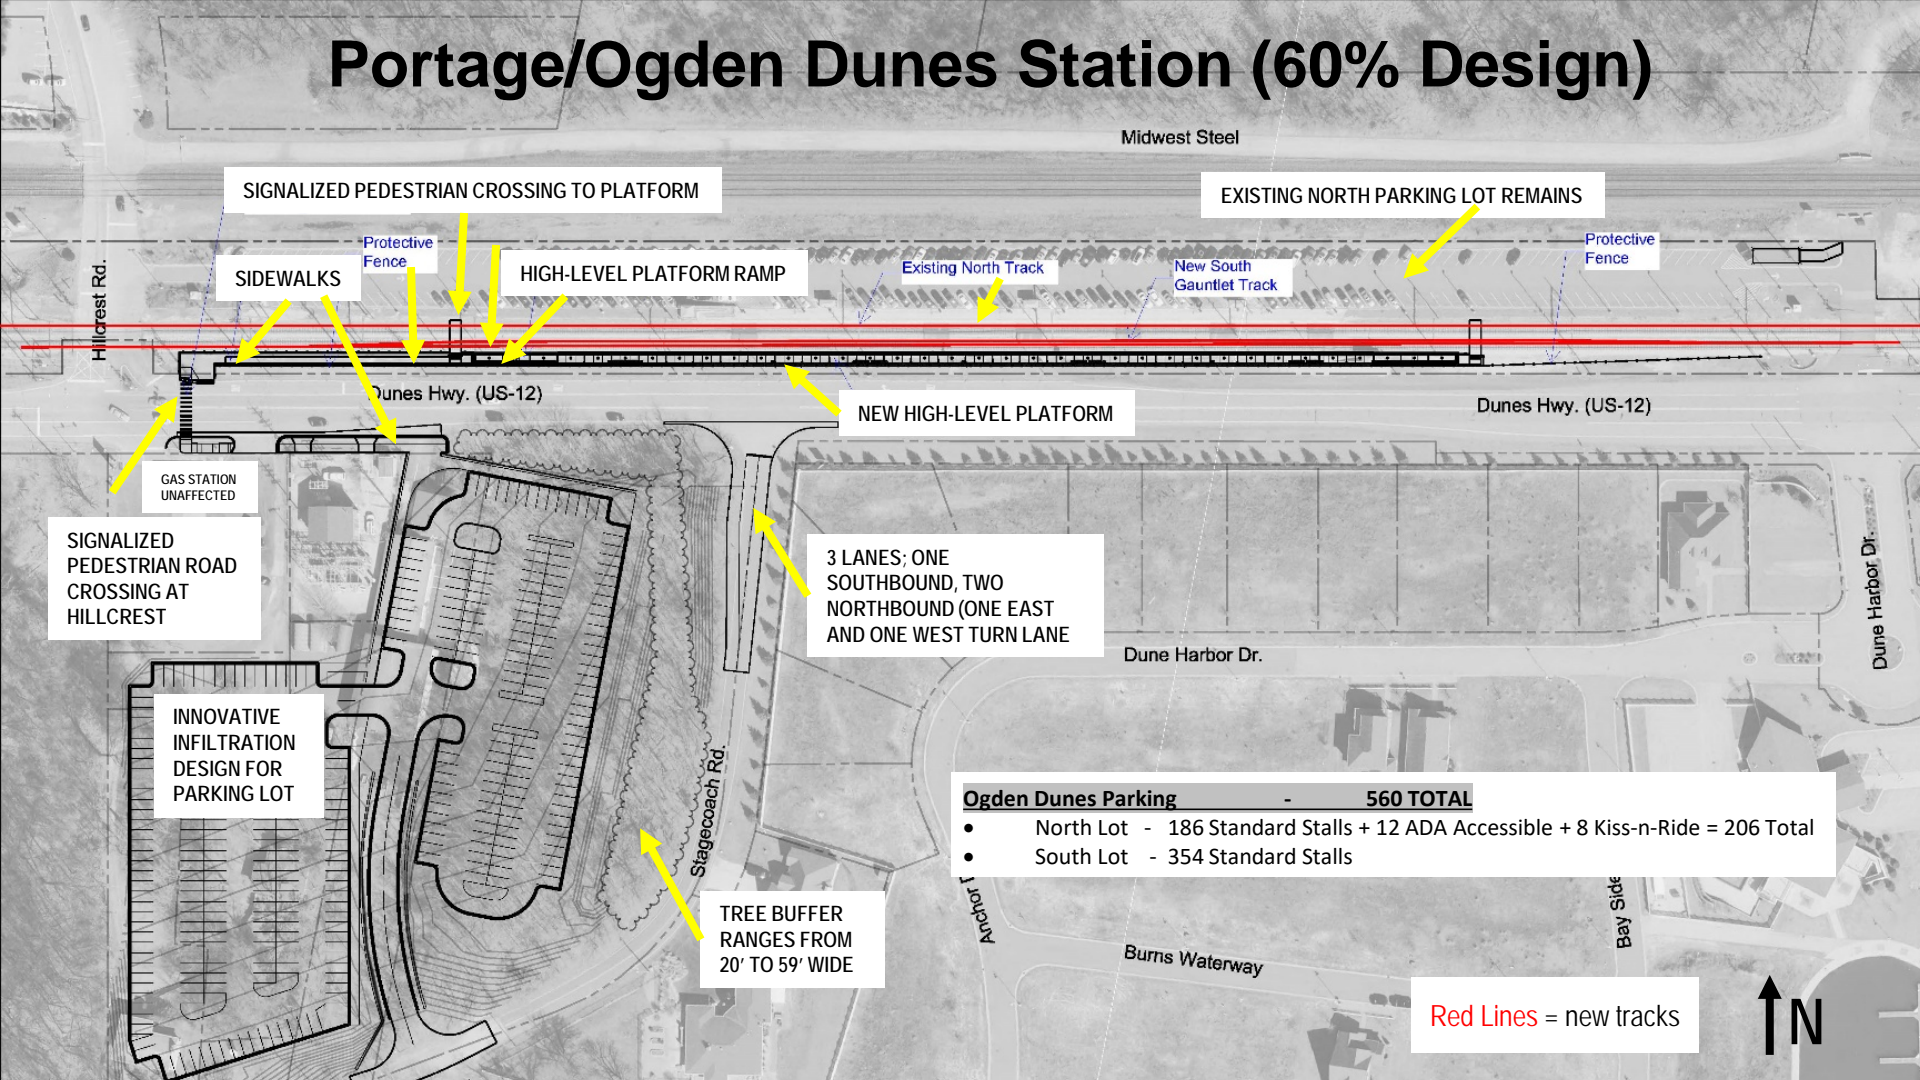 Portage/Ogden Dunes Station (60% Design)
Midwest Steel
SIGNALIZED PEDESTRIAN CROSSING TO PLATFORM
EXISTING NORTH PARKING LOT REMAINS
Hillcrest Rd.
Protective
Fence
SIDEWALKS
HIGH-LEVEL PLATFORM RAMP
Existing North Track
New South
Gauntlet Track
Protective
Fence
Dunes Hwy. (US-12)
NEW HIGH-LEVEL PLATFORM
Dunes Hwy. (US-12)
GAS STATION
UNAFFECTED
SIGNALIZED
PEDESTRIAN ROAD
CROSSING AT
HILLCREST
3 LANES; ONE
SOUTHBOUND, TWO
NORTHBOUND (ONE EAST
AND ONE WEST TURN LANE
Dune Harbor Dr.
Dune Harbor Dr.
INNOVATIVE
INFILTRATION
DESIGN FOR
PARKING LOT
Stagecoach Rd.
Ogden Dunes Parking - 560 TOTAL
• North Lot - 186 Standard Stalls + 12 ADA Accessible + 8 Kiss-n-Ride = 206 Total
• South Lot - 354 Standard Stalls
TREE BUFFER
RANGES FROM
20' TO 59' WIDE
Anchor
Bay Side
Burns Waterway
Red Lines = new tracks
N